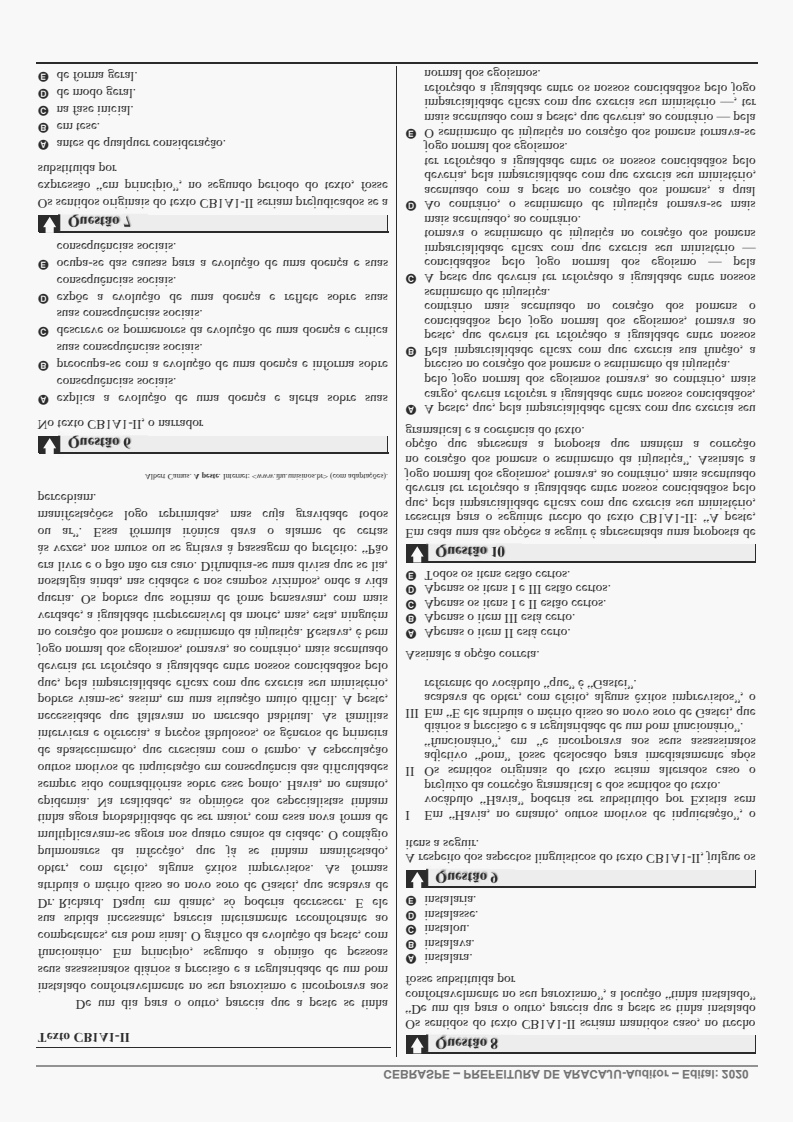 CEBRASPE – PREFEITURA DE ARACAJU-Auditor – Edital: 2020
Texto CB1A1-II
De um dia para o outro, parecia que a peste se tinha
instalado confortavelmente no seu paroxismo e incorporava aos
seus assassinatos diários a precisão e a regularidade de um bom
funcionário. Em princípio, segundo a opinião de pessoas
competentes, era bom sinal. O gráfico da evolução da peste, com
sua subida incessante, parecia inteiramente reconfortante ao
Dr. Richard. Daqui em diante, só poderia decrescer. E ele
atribuía o mérito disso ao novo soro de Castel, que acabava de
obter, com efeito, alguns êxitos imprevistos. As formas
pulmonares da infecção, que já se tinham manifestado,
multiplicavam-se agora nos quatro cantos da cidade. O contágio
tinha agora probabilidade de ser maior, com essa nova forma de
epidemia. Na realidade, as opiniões dos especialistas tinham
sempre sido contraditórias sobre esse ponto. Havia, no entanto,
outros motivos de inquietação em consequência das dificuldades
de abastecimento, que cresciam com o tempo. A especulação
interviera e oferecia, a preços fabulosos, os gêneros de primeira
necessidade que faltavam no mercado habitual. As famílias
pobres viam-se, assim, em uma situação muito difícil. A peste,
que, pela imparcialidade eficaz com que exercia seu ministério,
deveria ter reforçado a igualdade entre nossos concidadãos pelo
jogo normal dos egoísmos, tornava, ao contrário, mais acentuado
no coração dos homens o sentimento da injustiça. Restava, é bem
verdade, a igualdade irrepreensível da morte, mas, esta, ninguém
queria. Os pobres que sofriam de fome pensavam, com mais
nostalgia ainda, nas cidades e nos campos vizinhos, onde a vida
era livre e o pão não era caro. Difundira-se uma divisa que se lia,
às vezes, nos muros ou se gritava à passagem do prefeito: “Pão
ou ar”. Essa fórmula irônica dava o alarme de certas
manifestações logo reprimidas, mas cuja gravidade todos
percebiam.
Albert Camus. A peste. Internet: <www.ihu.unisinos.br> (com adaptações).
Questão 6
No texto CB1A1-II, o narrador
A explica a evolução de uma doença e alerta sobre suas
consequências sociais.
B preocupa-se com a evolução de uma doença e informa sobre
suas consequências sociais.
C descreve os pormenores da evolução de uma doença e critica
suas consequências sociais.
D expõe a evolução de uma doença e reflete sobre suas
consequências sociais.
E ocupa-se das causas para a evolução de uma doença e suas
consequências sociais.
Questão 7
Os sentidos originais do texto CB1A1-II seriam prejudicados se a
expressão “em princípio”, no segundo período do texto, fosse
substituída por
A antes de qualquer consideração.
B em tese.
C na fase inicial.
D de modo geral.
E de forma geral.
Questão 8
Os sentidos do texto CB1A1-II seriam mantidos caso, no trecho
“De um dia para o outro, parecia que a peste se tinha instalado
confortavelmente no seu paroxismo”, a locução “tinha instalado”
fosse substituída por
A instalara.
B instalava.
C instalou.
D instalasse.
E instalaria.
Questão 9
A respeito dos aspectos linguísticos do texto CB1A1-II, julgue os
itens a seguir.
I Em “Havia, no entanto, outros motivos de inquietação”, o
vocábulo “Havia” poderia ser substituído por Existia sem
prejuízo da correção gramatical e dos sentidos do texto.
II Os sentidos originais do texto seriam alterados caso o
adjetivo “bom” fosse deslocado para imediatamente após
“funcionário”, em “e incorporava aos seus assassinatos
diários a precisão e a regularidade de um bom funcionário”.
III Em “E ele atribuía o mérito disso ao novo soro de Castel, que
acabava de obter, com efeito, alguns êxitos imprevistos”, o
referente do vocábulo “que” é “Castel”.
Assinale a opção correta.
A Apenas o item II está certo.
B Apenas o item III está certo.
C Apenas os itens I e II estão certos.
D Apenas os itens I e III estão certos.
E Todos os itens estão certos.
Questão 10
Em cada uma das opções a seguir é apresentada uma proposta de
reescrita para o seguinte trecho do texto CB1A1-II: “A peste,
que, pela imparcialidade eficaz com que exercia seu ministério,
deveria ter reforçado a igualdade entre nossos concidadãos pelo
jogo normal dos egoísmos, tornava, ao contrário, mais acentuado
no coração dos homens o sentimento da injustiça”. Assinale a
opção que apresenta a proposta que mantém a correção
gramatical e a coerência do texto.
A A peste, que, pela imparcialidade eficaz com que exercia seu
cargo, deveria reforçar a igualdade entre nossos concidadãos,
pelo jogo normal dos egoísmos tornava, ao contrário, mais
preciso no coração dos homens o sentimento da injustiça.
B Pela imparcialidade eficaz com que exercia sua função, a
peste, que deveria ter reforçado a igualdade entre nossos
concidadãos pelo jogo normal dos egoísmos, tornava ao
contrário mais acentuado no coração dos homens o
sentimento de injustiça.
C A peste que deveria ter reforçado a igualdade entre nossos
concidadãos pelo jogo normal dos egoísmo — pela
imparcialidade eficaz com que exercia seu ministério —
tornava o sentimento de injustiça no coração dos homens
mais acentuado, ao contrário.
D Ao contrário, o sentimento de injustiça tornava-se mais
acentuado com a peste no coração dos homens, a qual
deveria, pela imparcialidade com que exercia seu ministério,
ter reforçado a igualdade entre nossos concidadãos pelo
jogo normal dos egoísmos.
E O sentimento de injustiça no coração dos homens tornava-se
mais acentuado com a peste, que deveria, ao contrário — pela
imparcialidade eficaz com que exercia seu ministério —, ter
reforçado a igualdade entre os nossos concidadãos pelo jogo
normal dos egoísmos.